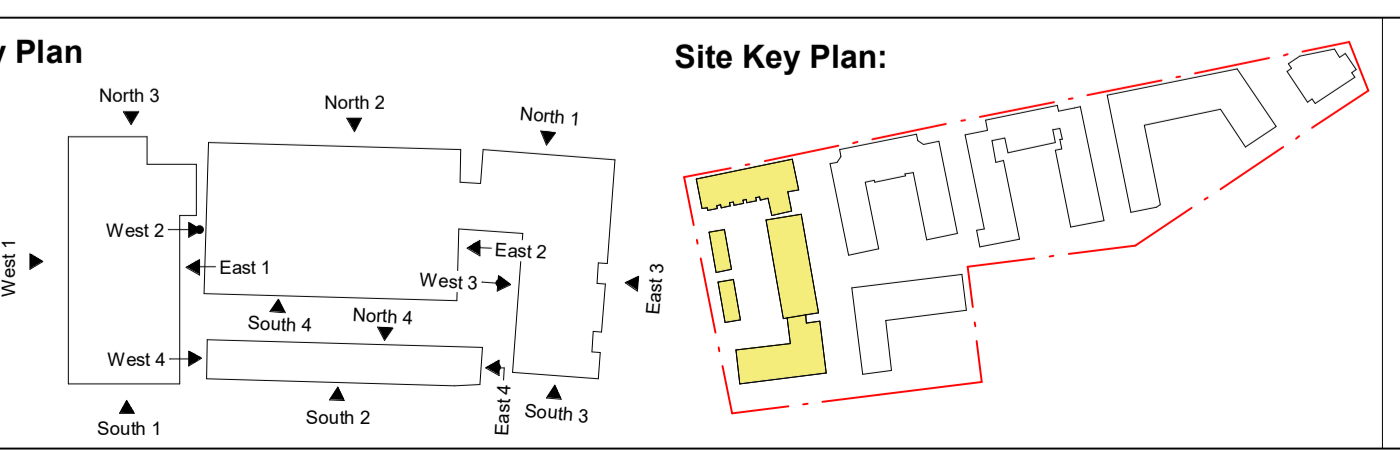 y Plan
Site Key Plan:
North 3
North 2
North 1
West 2
West 1
East 1
East 2
West 3
East 3
South 4
North 4
West 4
South 1
South 2
East 4
South 3